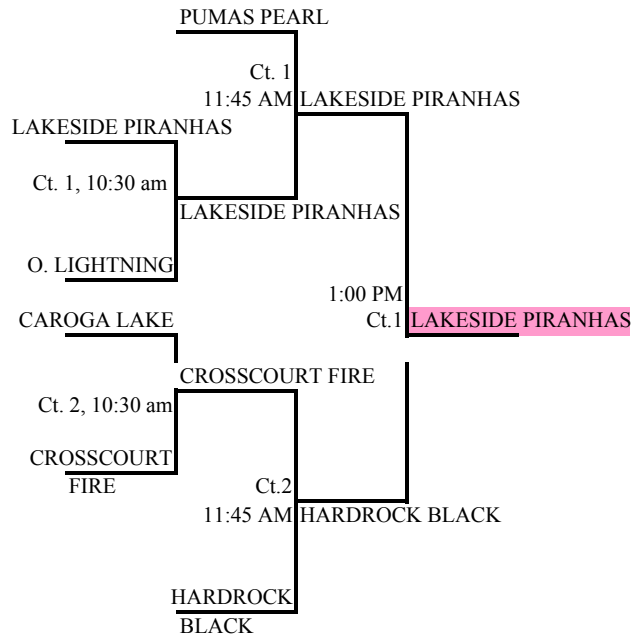 PUMAS PEARL
Ct. 1
11:45 AM LAKESIDE PIRANHAS
LAKESIDE PIRANHAS
Ct. 1, 10:30 am
LAKESIDE PIRANHAS
O. LIGHTNING
1:00 PM
CAROGA LAKE
Ct.1 LAKESIDE PIRANHAS
CROSSCOURT FIRE
Ct. 2, 10:30 am
CROSSCOURT
FIRE
Ct.2
11:45 AM HARDROCK BLACK
HARDROCK
BLACK